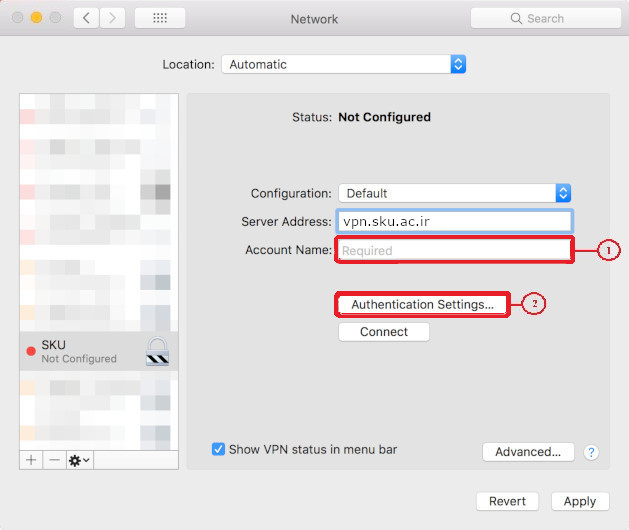 Network
Search
Location: Automatic
Status: Not Configured
Configuration: Default
Server Address: vpn.sku.ac.ir
Account Name: Required
1
Authentication Settings...
2
Connect
SKU
Not Configured
Show VPN status in menu bar
Advanced...
?
Revert
Apply